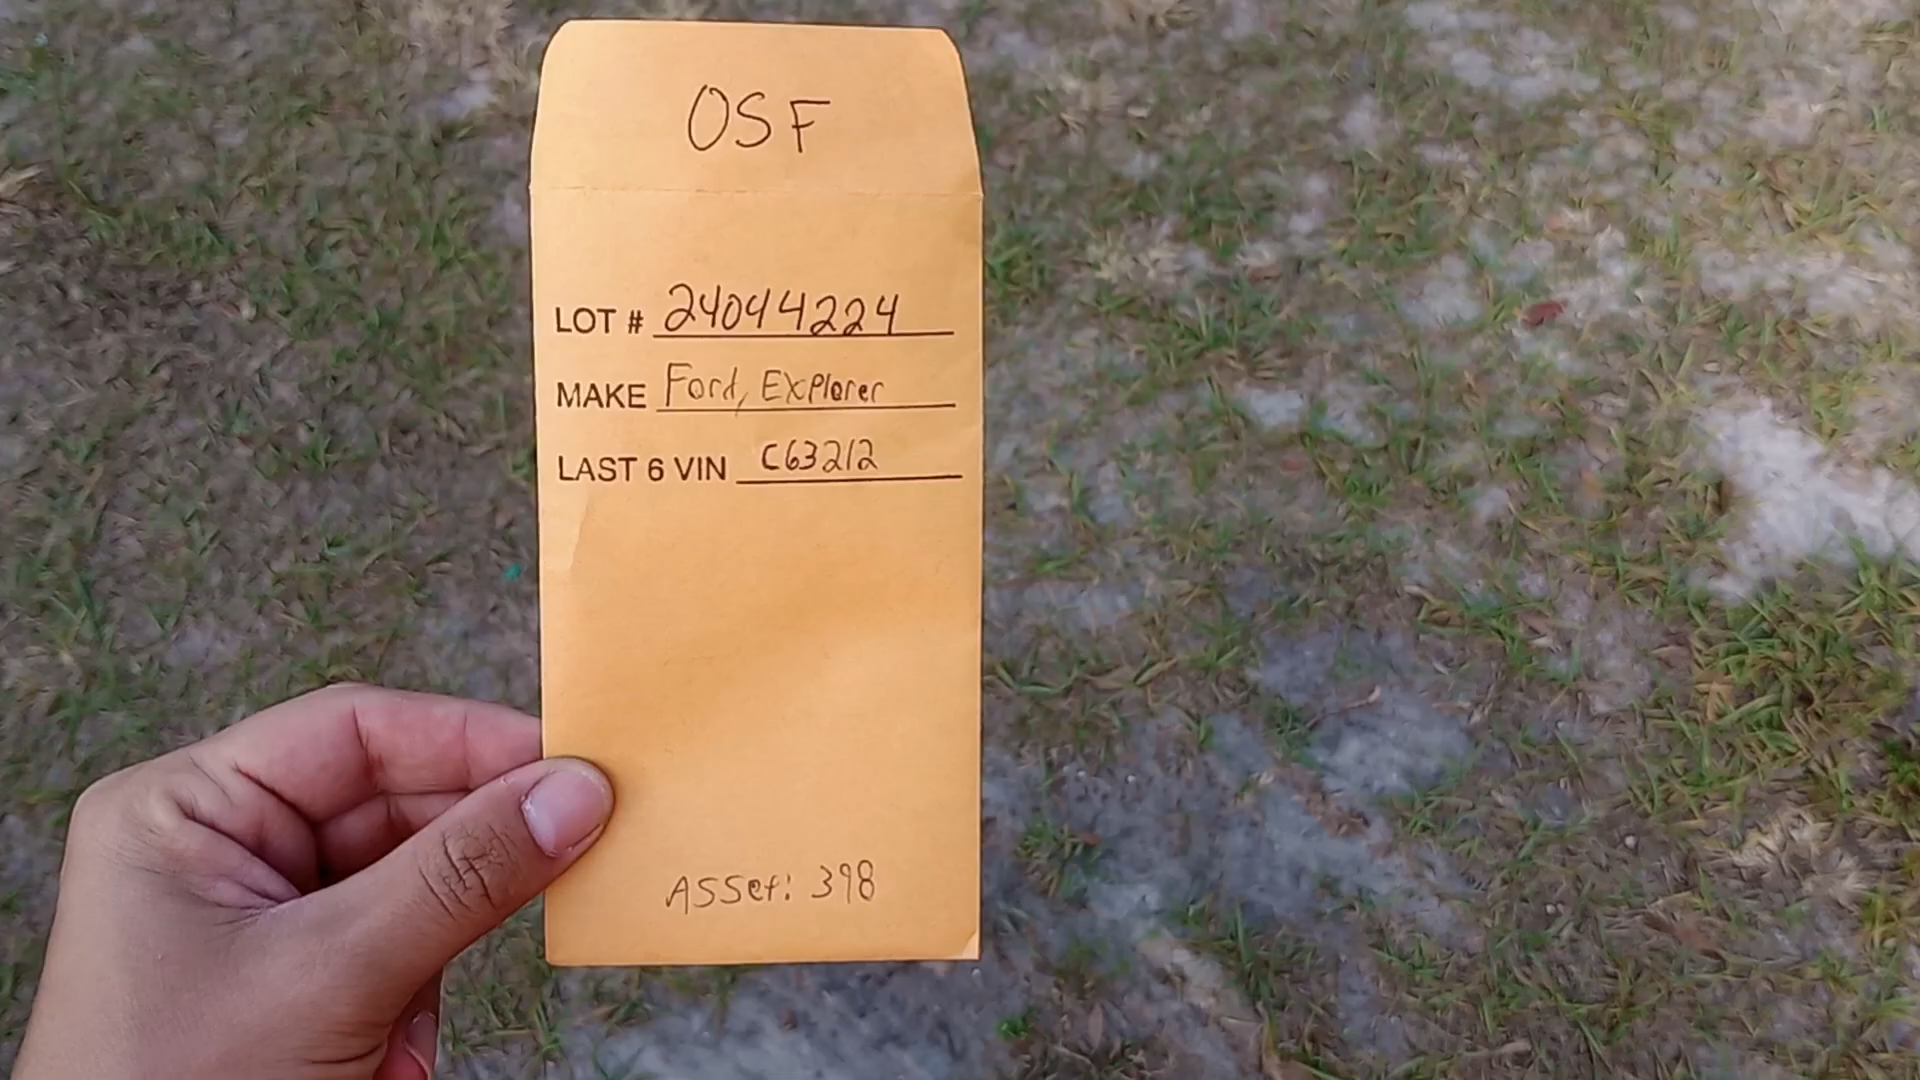 OSF
LOT # 24044224
MAKE Ford, Explorer
LAST 6 VIN C63212
Asset: 398